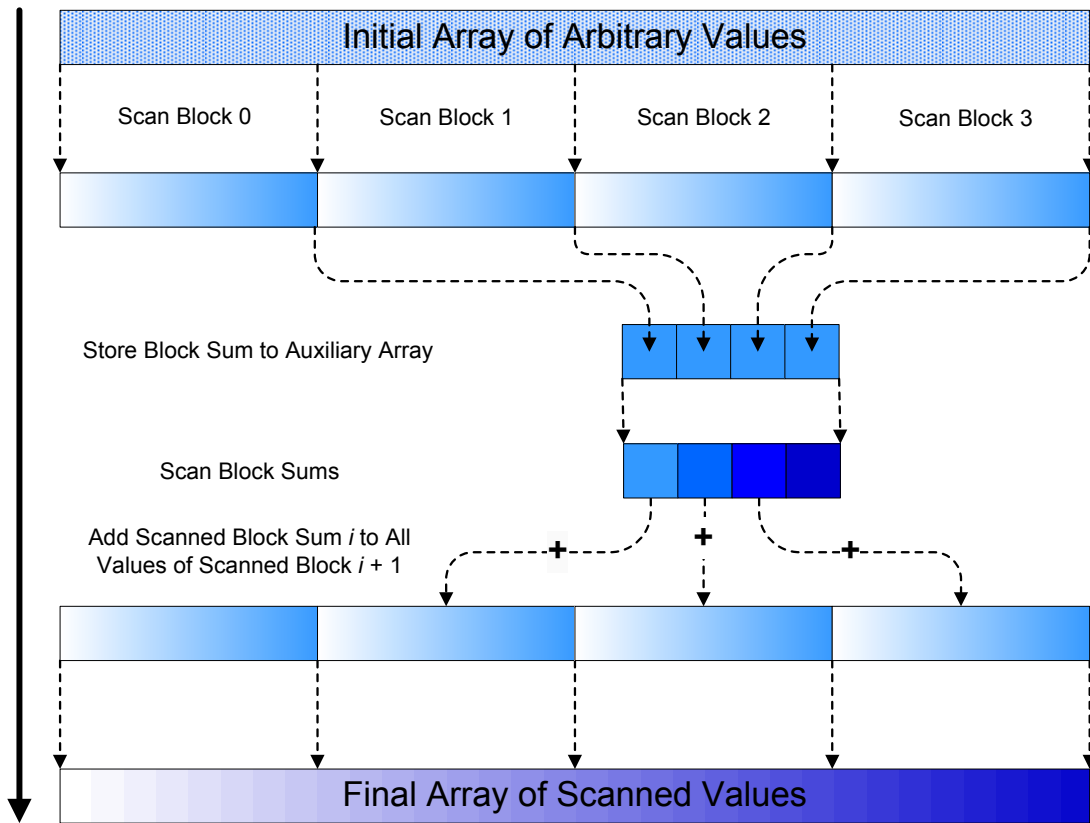 Initial Array of Arbitrary Values
Scan Block 0
Scan Block 1
Scan Block 2
Scan Block 3
Store Block Sum to Auxiliary Array
Scan Block Sums
Add Scanned Block Sum i to All
Values of Scanned Block i + 1
+
+
+
Final Array of Scanned Values